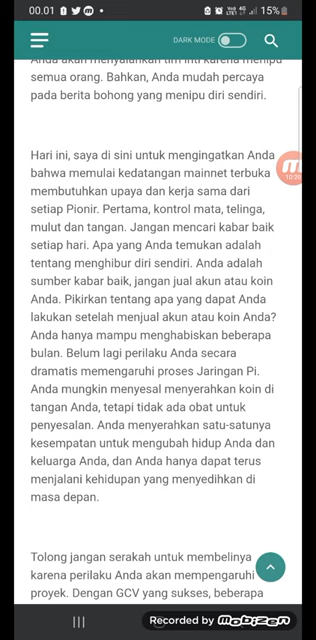 00.01
15%
DARK MODE
Anda akan menyalahkan tim inti karena menipu
semua orang. Bahkan, Anda mudah percaya
pada berita bohong yang menipu diri sendiri.
Hari ini, saya di sini untuk mengingatkan Anda
bahwa memulai kedatangan mainnet terbuka
membutuhkan upaya dan kerja sama dari
setiap Pionir. Pertama, kontrol mata, telinga,
mulut dan tangan. Jangan mencari kabar baik
setiap hari. Apa yang Anda temukan adalah
tentang menghibur diri sendiri. Anda adalah
sumber kabar baik, jangan jual akun atau koin
Anda. Pikirkan tentang apa yang dapat Anda
lakukan setelah menjual akun atau koin Anda?
Anda hanya mampu menghabiskan beberapa
bulan. Belum lagi perilaku Anda secara
dramatis memengaruhi proses Jaringan Pi.
Anda mungkin menyesal menyerahkan koin di
tangan Anda, tetapi tidak ada obat untuk
penyesalan. Anda menyerahkan satu-satunya
kesempatan untuk mengubah hidup Anda dan
keluarga Anda, dan Anda hanya dapat terus
menjalani kehidupan yang menyedihkan di
masa depan.
Tolong jangan serakah untuk membelinya
karena perilaku Anda akan mempengaruhi
proyek. Dengan GCV yang sukses, beberapa
Recorded by mobizen